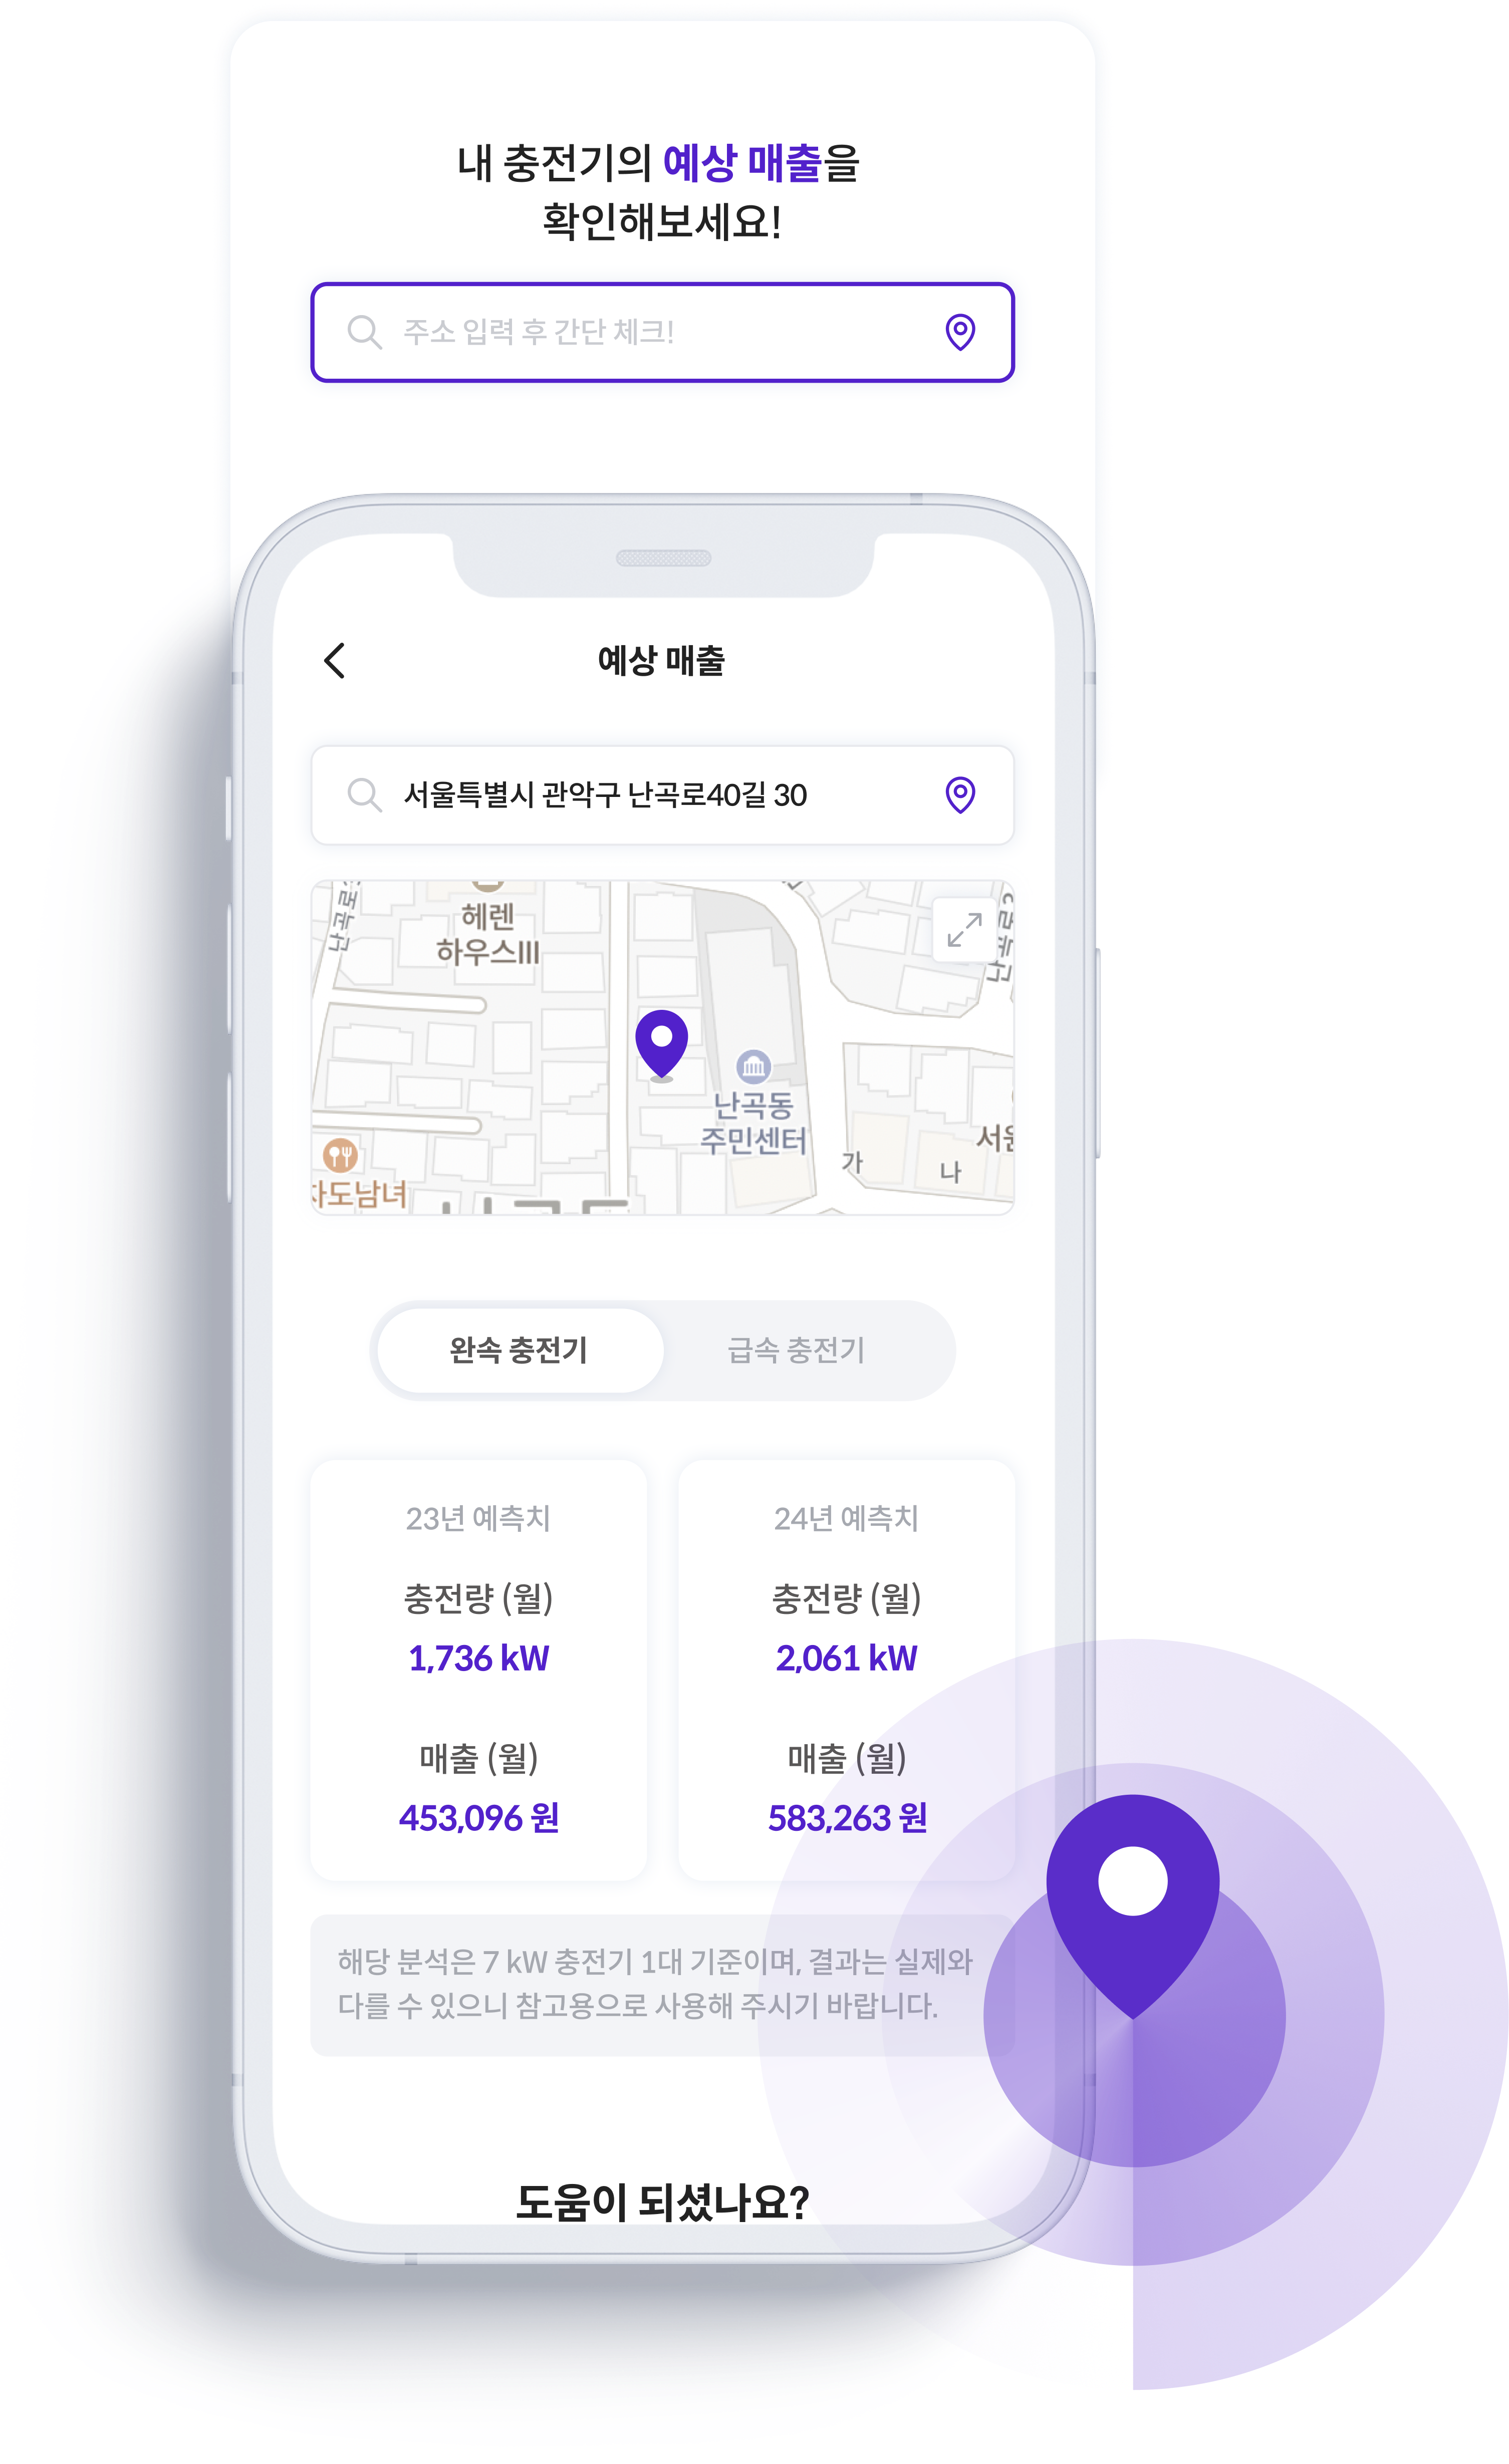 내 충전기의 예상 매출을
확인해보세요!
주소 입력 후 간단 체크!
예상 매출
서울특별시 관악구 난곡로40길 30
난곡로
헤렌
하우스III
난곡동
주민센터
가
나
서울
차도남녀
완속 충전기
급속 충전기
23년 예측치
충전량 (월)
1,736 kW
매출 (월)
453,096 원
24년 예측치
충전량 (월)
2,061 kW
매출 (월)
583,263 원
해당 분석은 7 kW 충전기 1대 기준이며, 결과는 실제와
다를 수 있으니 참고용으로 사용해 주시기 바랍니다.
도움이 되셨나요?